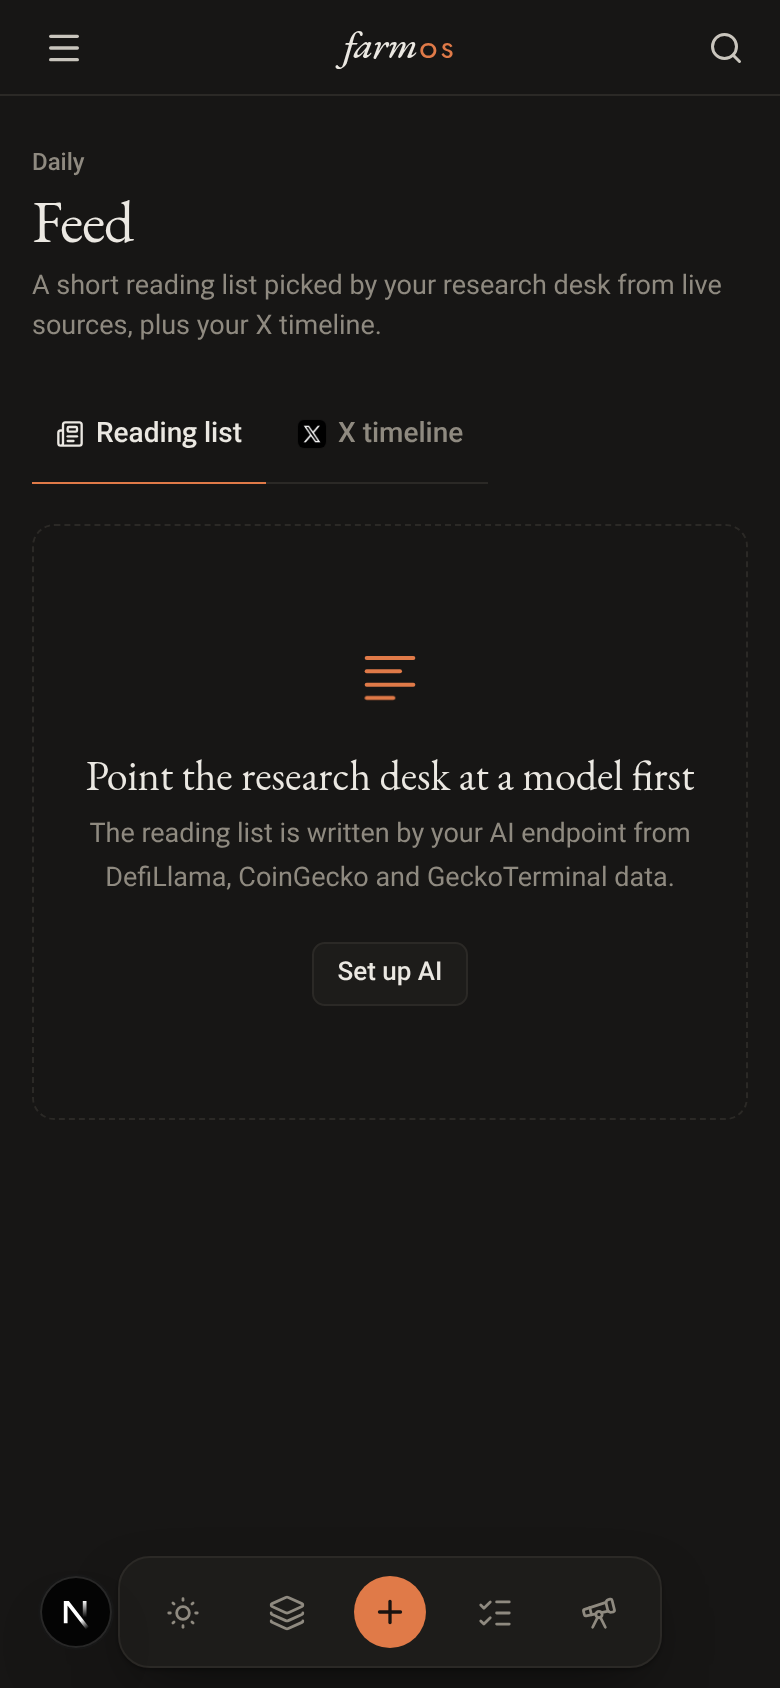 farmos
Daily
Feed
A short reading list picked by your research desk from live
sources, plus your X timeline.
Reading list
X timeline
Point the research desk at a model first
The reading list is written by your AI endpoint from
DefiLlama, CoinGecko and GeckoTerminal data.
Set up AI
N